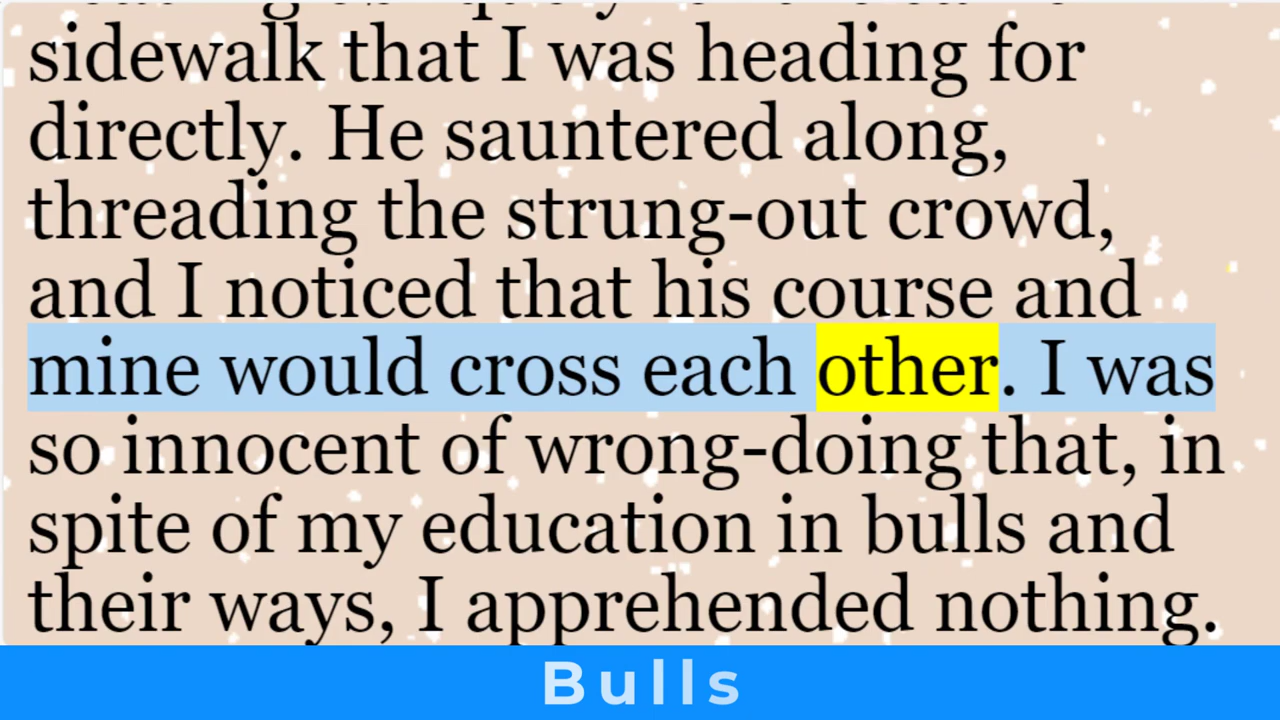 sidewalk that I was heading for
directly. He sauntered along,
threading the strung-out crowd,
and I noticed that his course and
mine would cross each other. I was
so innocent of wrong-doing that, in
spite of my education in bulls and
their ways, I apprehended nothing.
Bulls